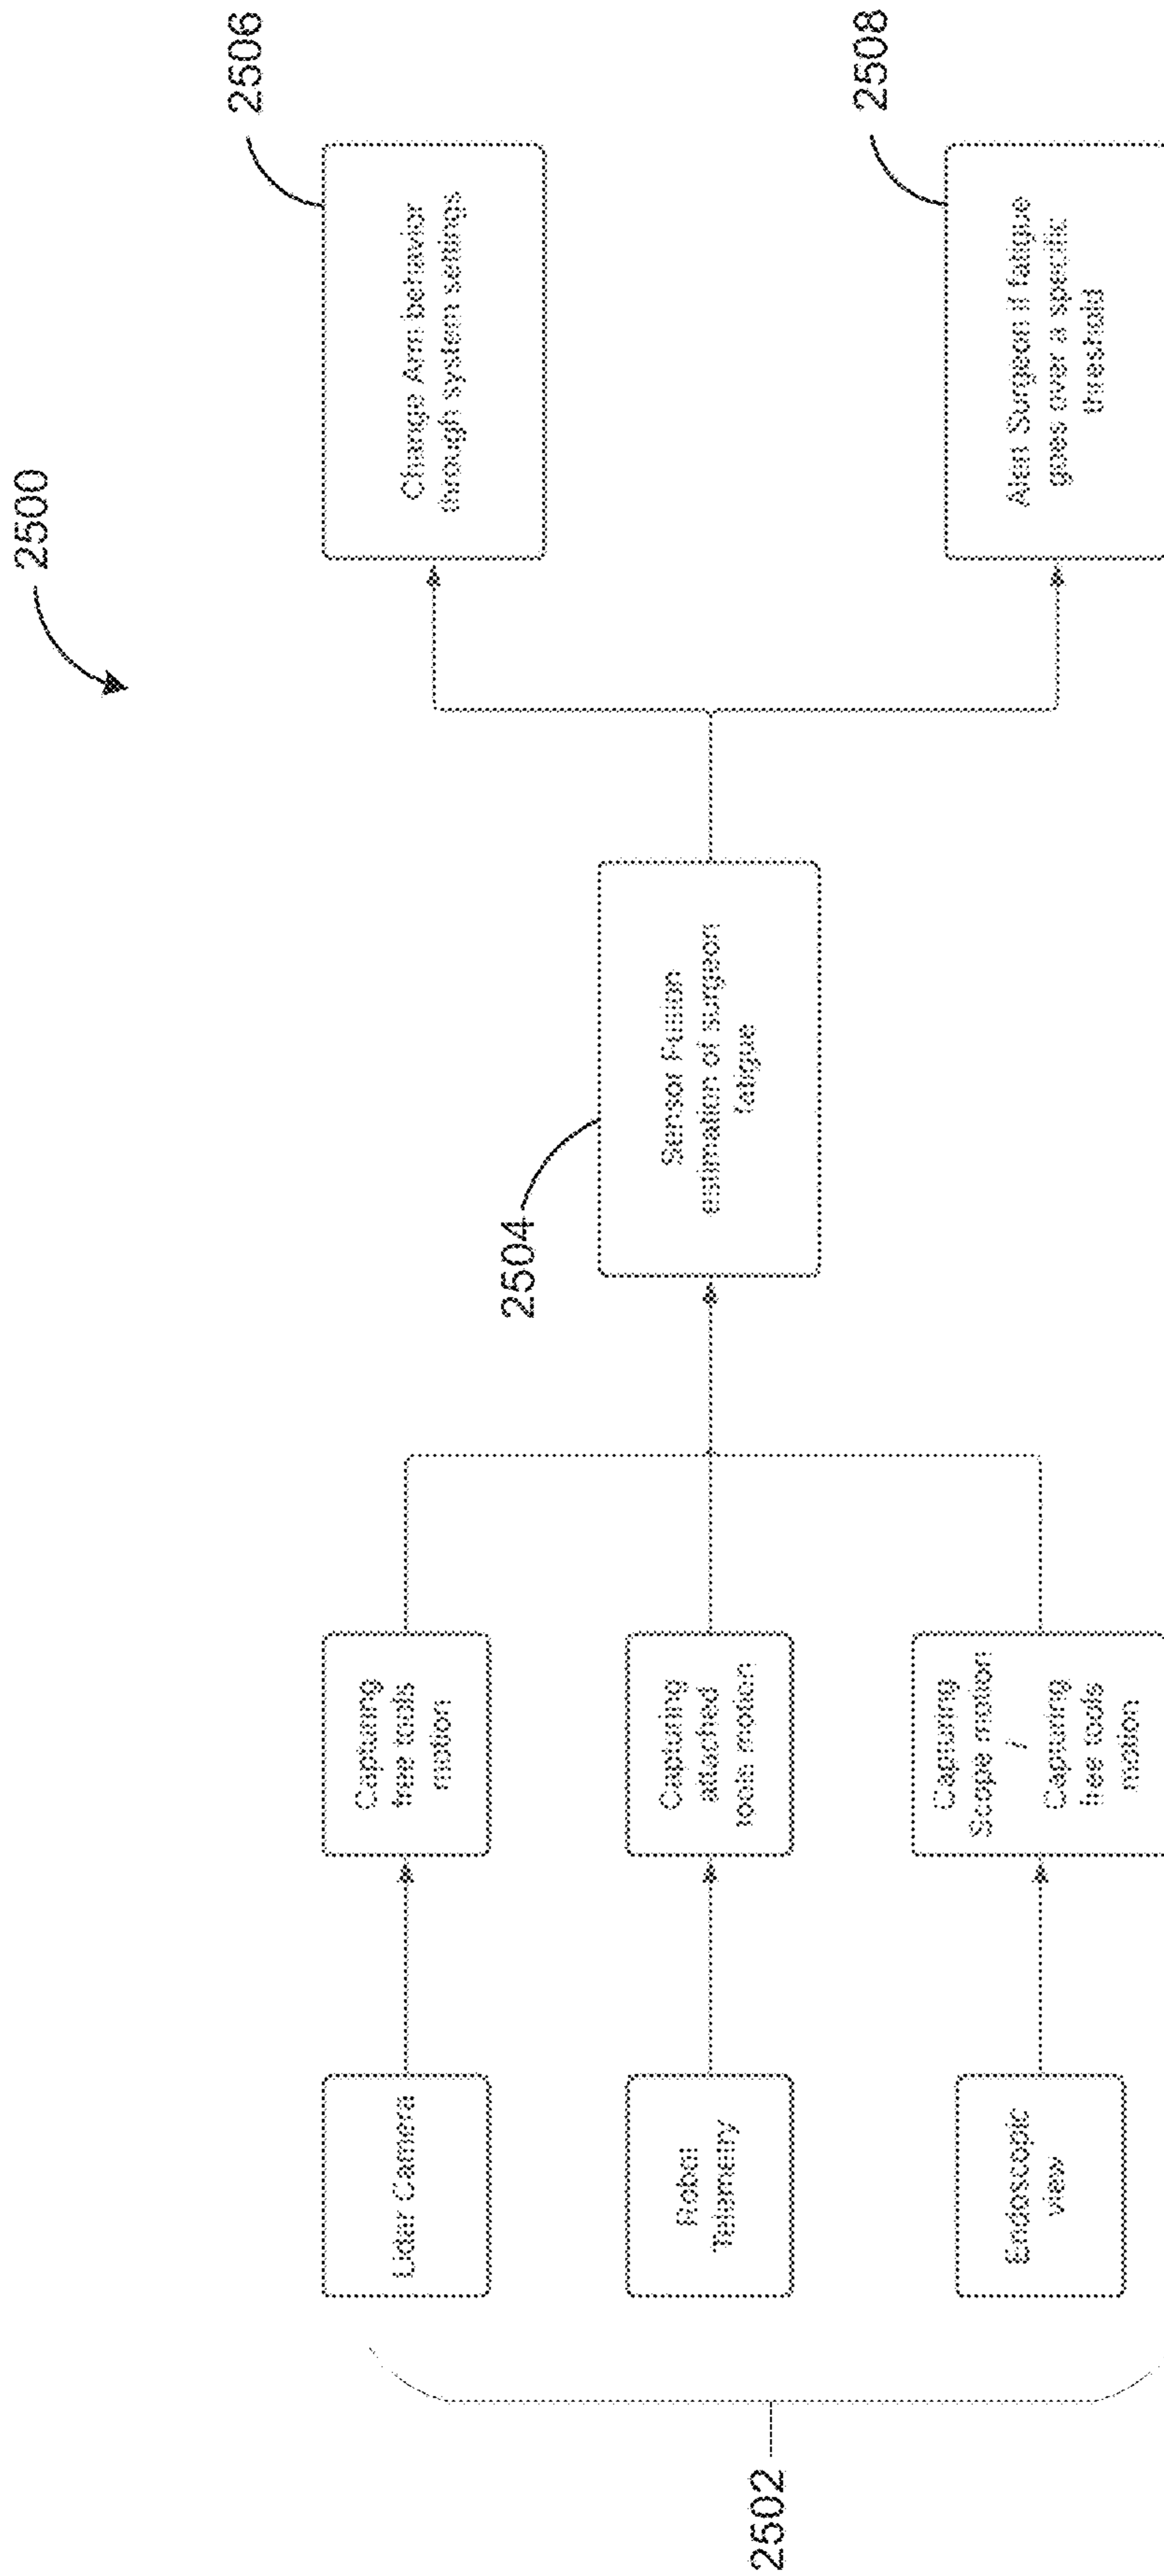 2500
2502
Lidar Camera
Capturing
free tools
motion
Robot
Telemetry
Capturing
attached
tools motion
Endoscopic
view
Capturing
Scope motion
/
Capturing
free tools
motion
2504
Sensor Fusion
estimation of surgeon
fatigue
2506
Change Arm behavior
through system settings
2508
Alert Surgeon if fatigue
goes over a specific
threshold